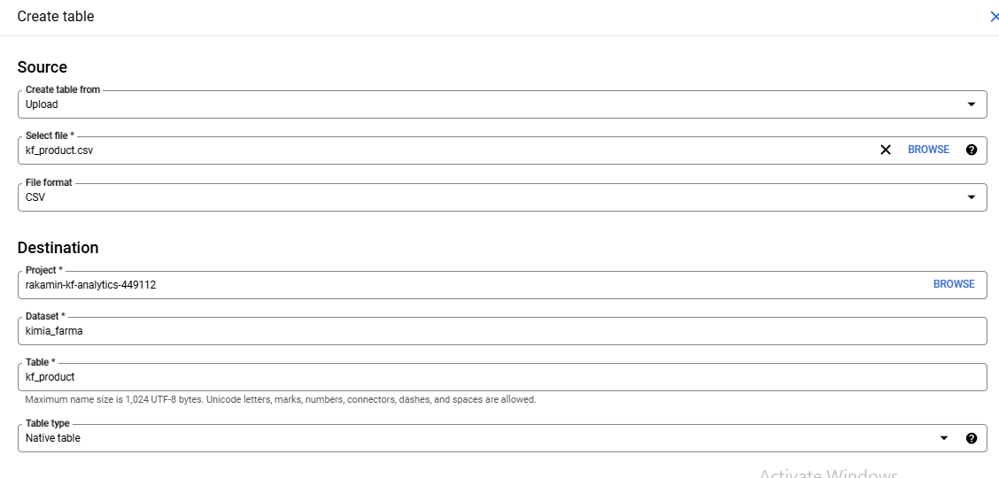 Create table
Source
Create table from
Upload
Select file *
kf_product.csv
BROWSE
File format
CSV
Destination
Project *
rakamin-kf-analytics-449112
BROWSE
Dataset *
kimia_farma
Table *
kf_product
Maximum name size is 1,024 UTF-8 bytes. Unicode letters, marks, numbers, connectors, dashes, and spaces are allowed.
Table type
Native table
Activate Windows